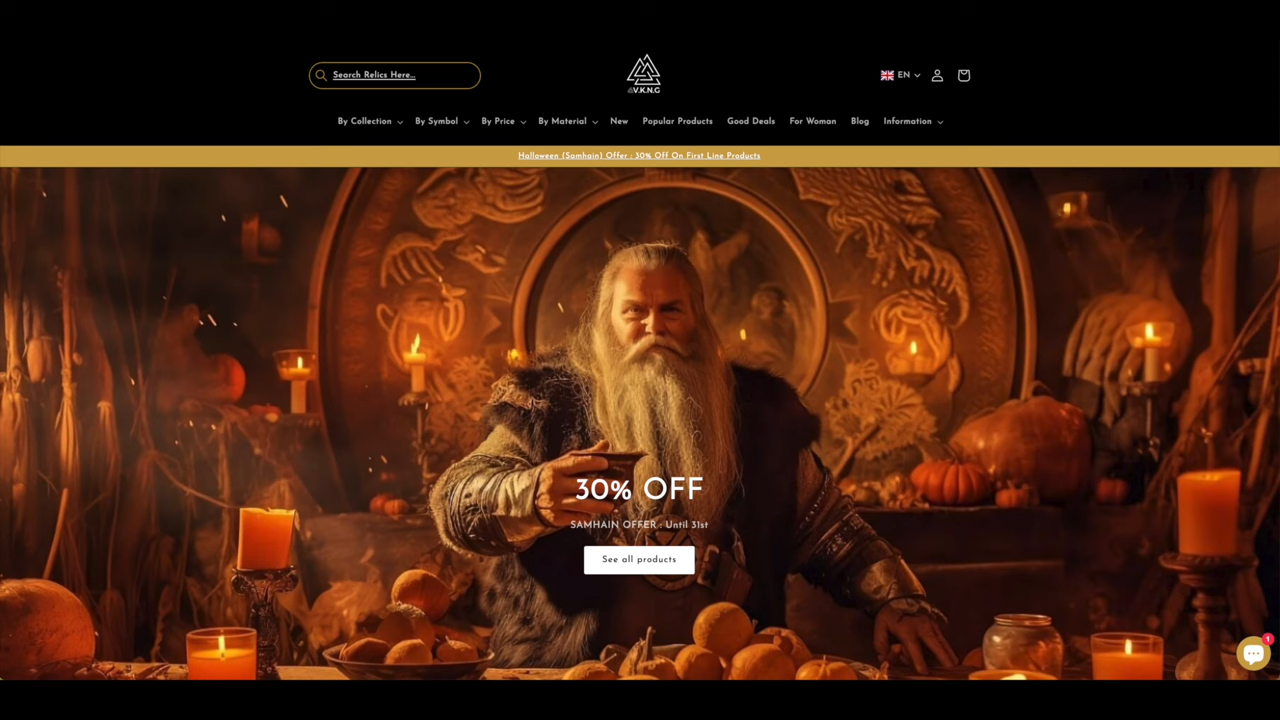 Search Relics Here...
V.K.N.G
EN
By Collection By Symbol By Price By Material New Popular Products Good Deals For Woman Blog Information
Halloween (Samhain) Offer : 30% Off On First Line Products
30% OFF
SAMHAIN OFFER : Until 31st
See all products
1